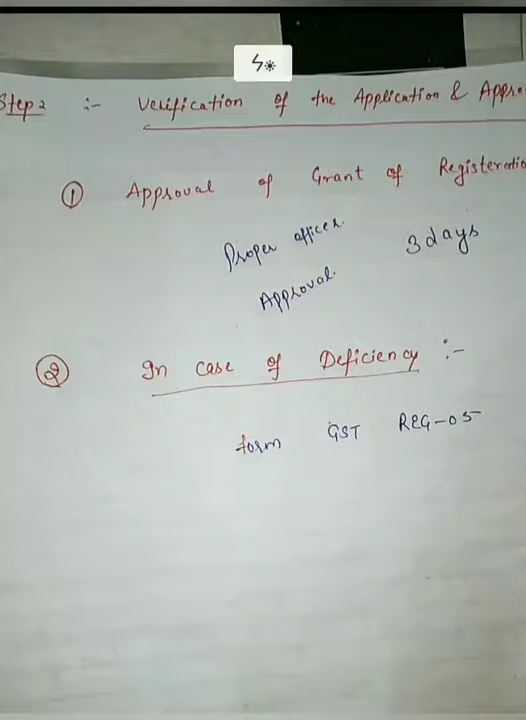 Step 2 :- Verification of the Application & Appro
① Approval of Grant of Registeratio
Proper officer. 3 days
Approval.
② In case of Deficiency :-
form GST REG-05